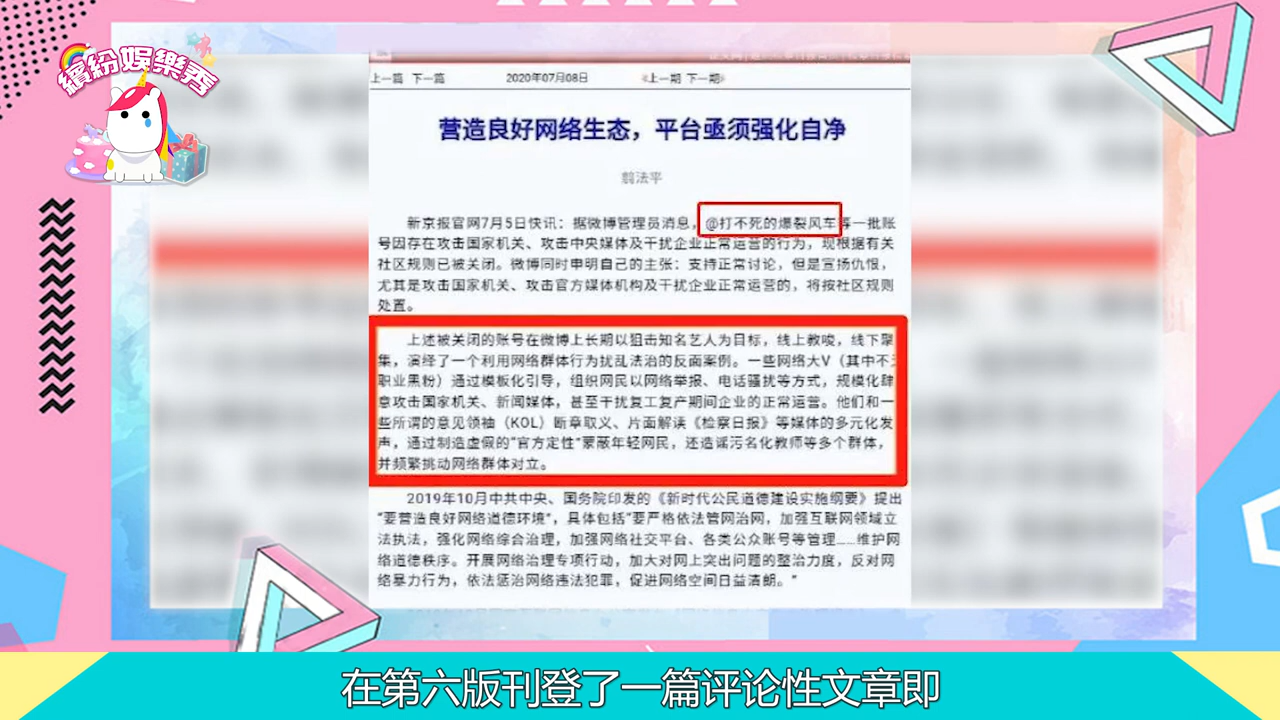 繽紛娛樂秀
上一篇 下一篇 2020年07月08日 上一期 下一期
营造良好网络生态，平台亟须强化自净
翦法平
新京报官网7月5日快讯：据微博管理员消息，@打不死的爆裂风车等一批账
号因存在攻击国家机关、攻击中央媒体及干扰企业正常运营的行为，现根据有关
社区规则已被关闭。微博同时申明自己的主张：支持正常讨论，但是宣扬仇恨，
尤其是攻击国家机关、攻击官方媒体机构及干扰企业正常运营的，将按社区规则
处置。
上述被关闭的账号在微博上长期以狙击知名艺人为目标，线上教唆，线下聚
集，演绎了一个利用网络群体行为扰乱法治的反面案例。一些网络大V（其中不
职业黑粉）通过模板化引导，组织网民以网络举报、电话骚扰等方式，规模化肆
意攻击国家机关、新闻媒体，甚至干扰复工复产期间企业的正常运营。他们和一
些所谓的意见领袖（KOL）断章取义、片面解读《检察日报》等媒体的多元化发
声，通过制造虚假的“官方定性”蒙蔽年轻网民，还造谣污名化教师等多个群体，
并频繁挑动网络群体对立。
2019年10月中共中央、国务院印发的《新时代公民道德建设实施纲要》提出
“要营造良好网络道德环境”，具体包括“要严格依法管网治网，加强互联网领域立
法执法，强化网络综合治理，加强网络社交平台、各类公众账号等管理……维护网
络道德秩序。开展网络治理专项行动，加大对网上突出问题的整治力度，反对网
络暴力行为，依法惩治网络违法犯罪，促进网络空间日益清朗。”
在第六版刊登了一篇评论性文章即